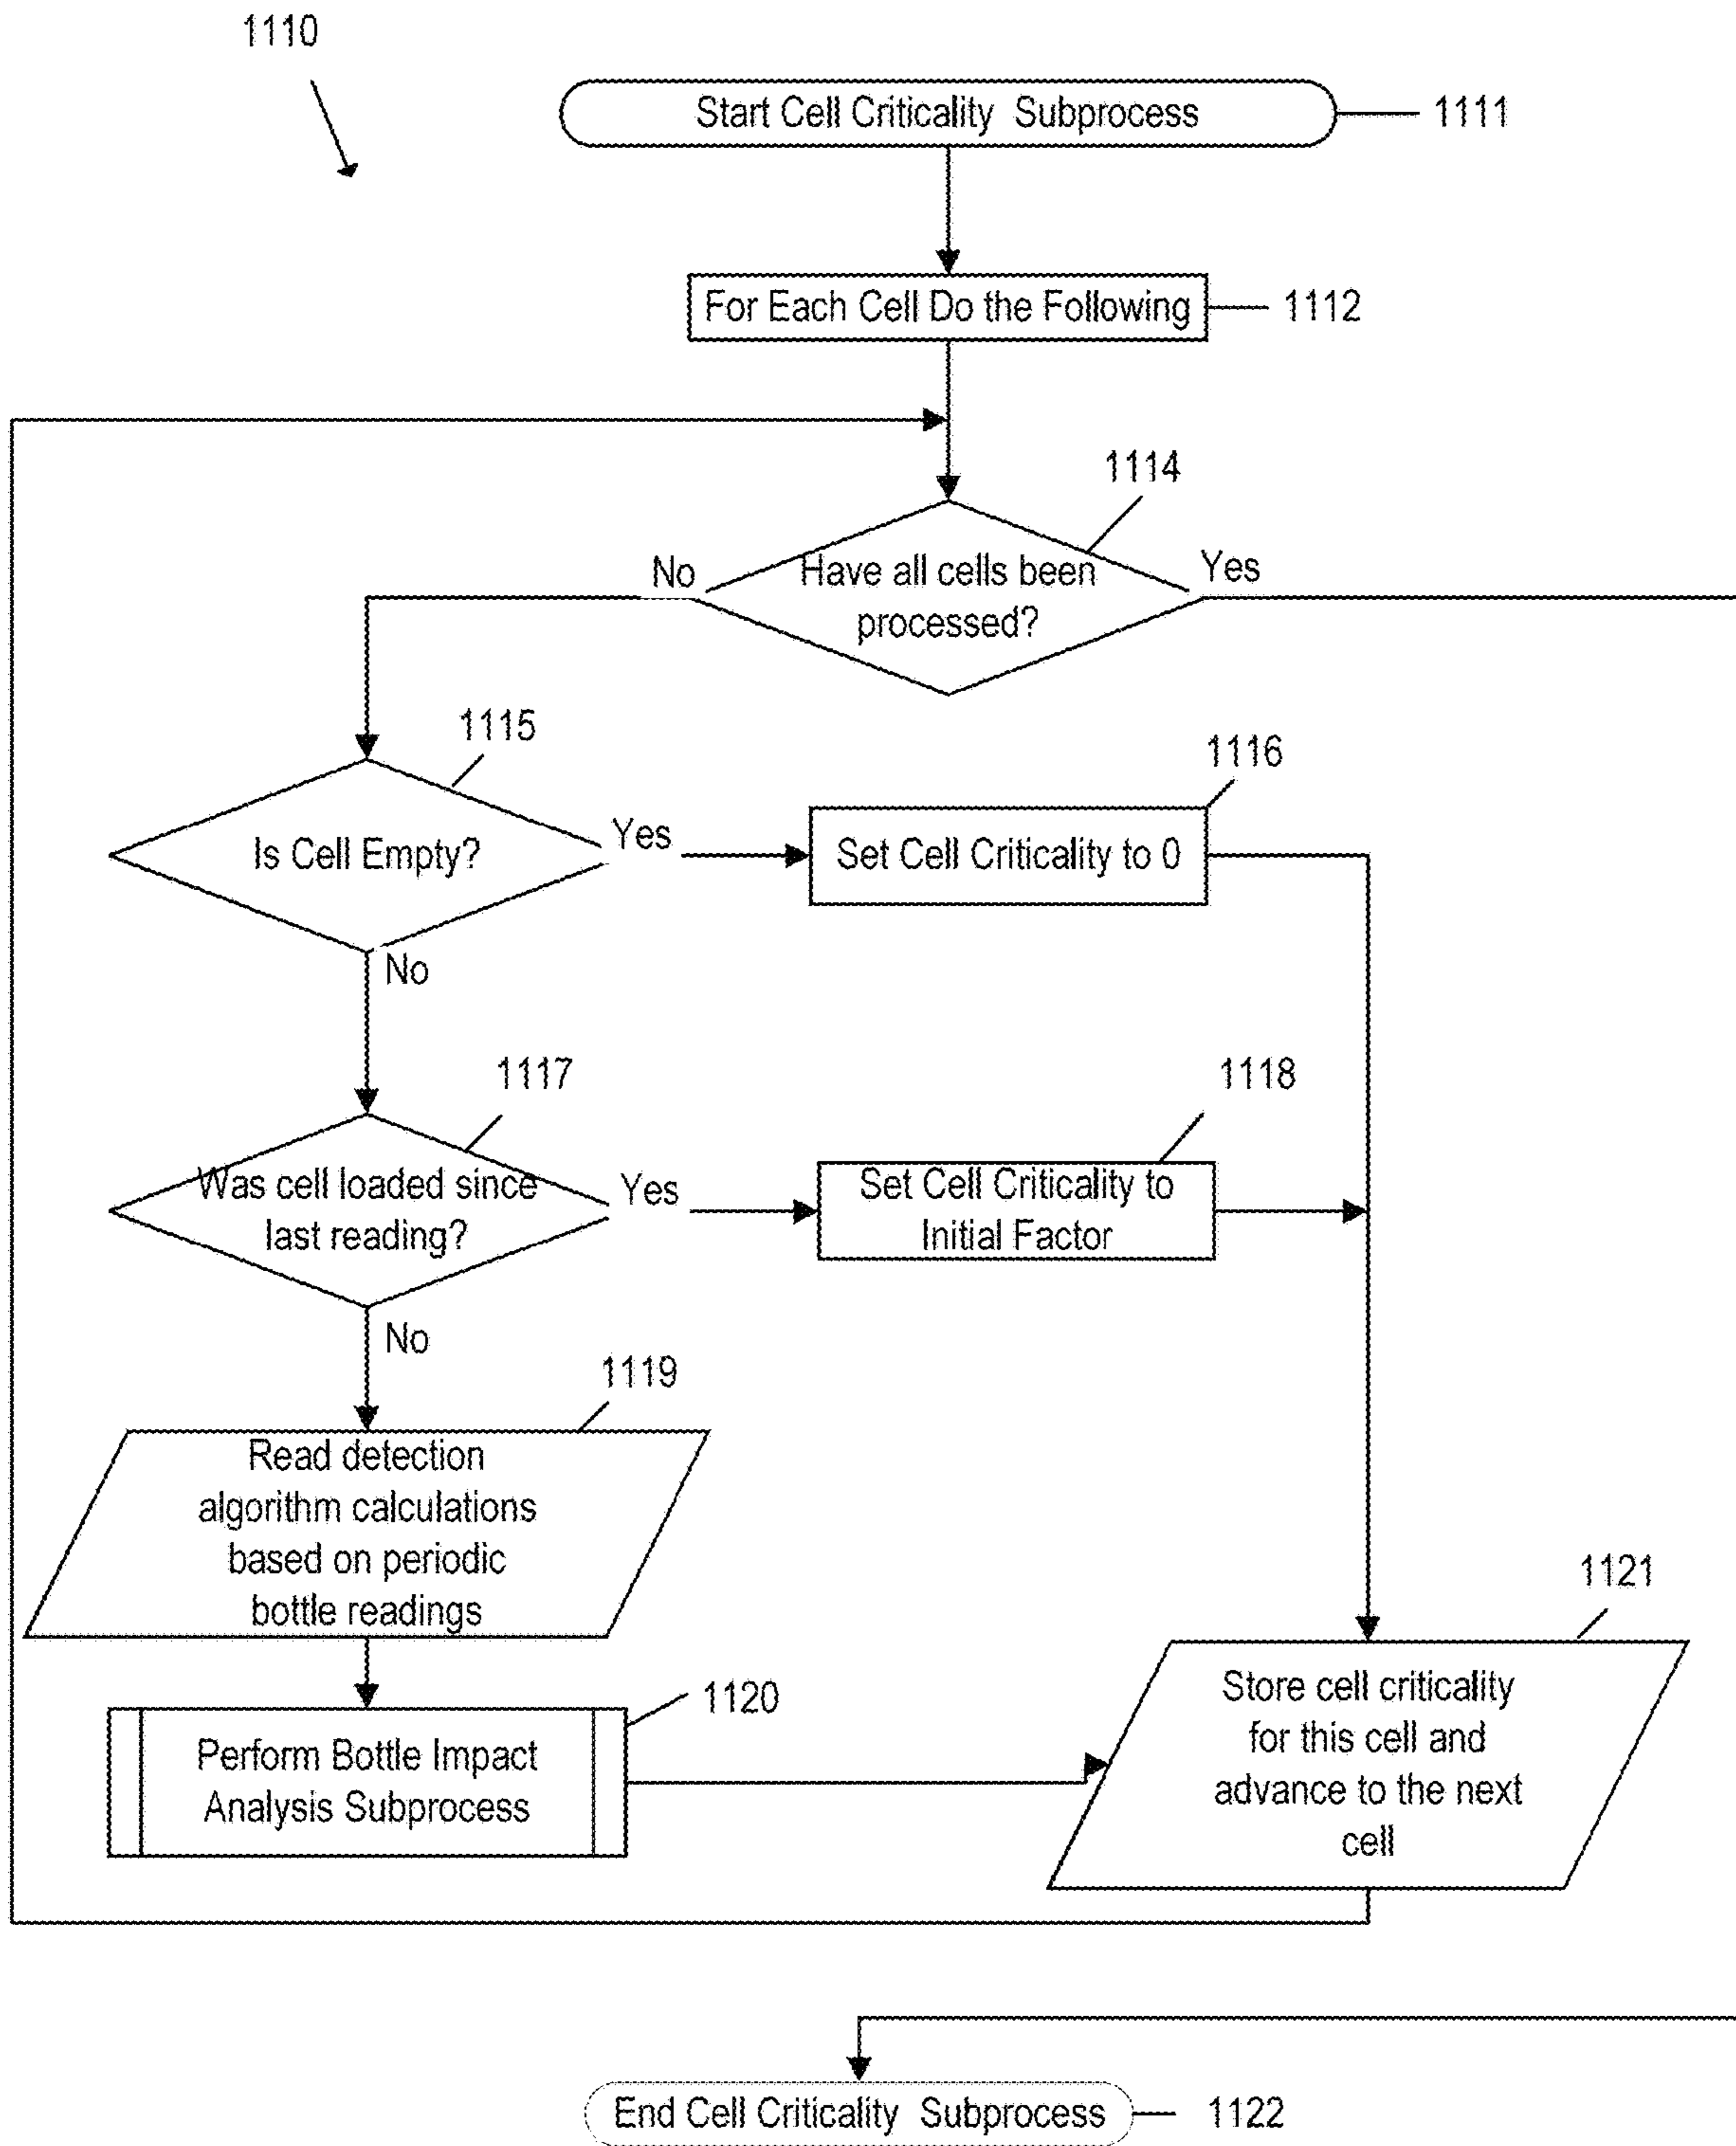 1110
Start Cell Criticality Subprocess
1111
For Each Cell Do the Following
1112
1114
No
Have all cells been
processed?
Yes
1115
1116
Is Cell Empty?
Yes
Set Cell Criticality to 0
No
1117
1118
Was cell loaded since
last reading?
Yes
Set Cell Criticality to
Initial Factor
No
1119
Read detection
algorithm calculations
based on periodic
bottle readings
1121
1120
Perform Bottle Impact
Analysis Subprocess
Store cell criticality
for this cell and
advance to the next
cell
End Cell Criticality Subprocess
1122